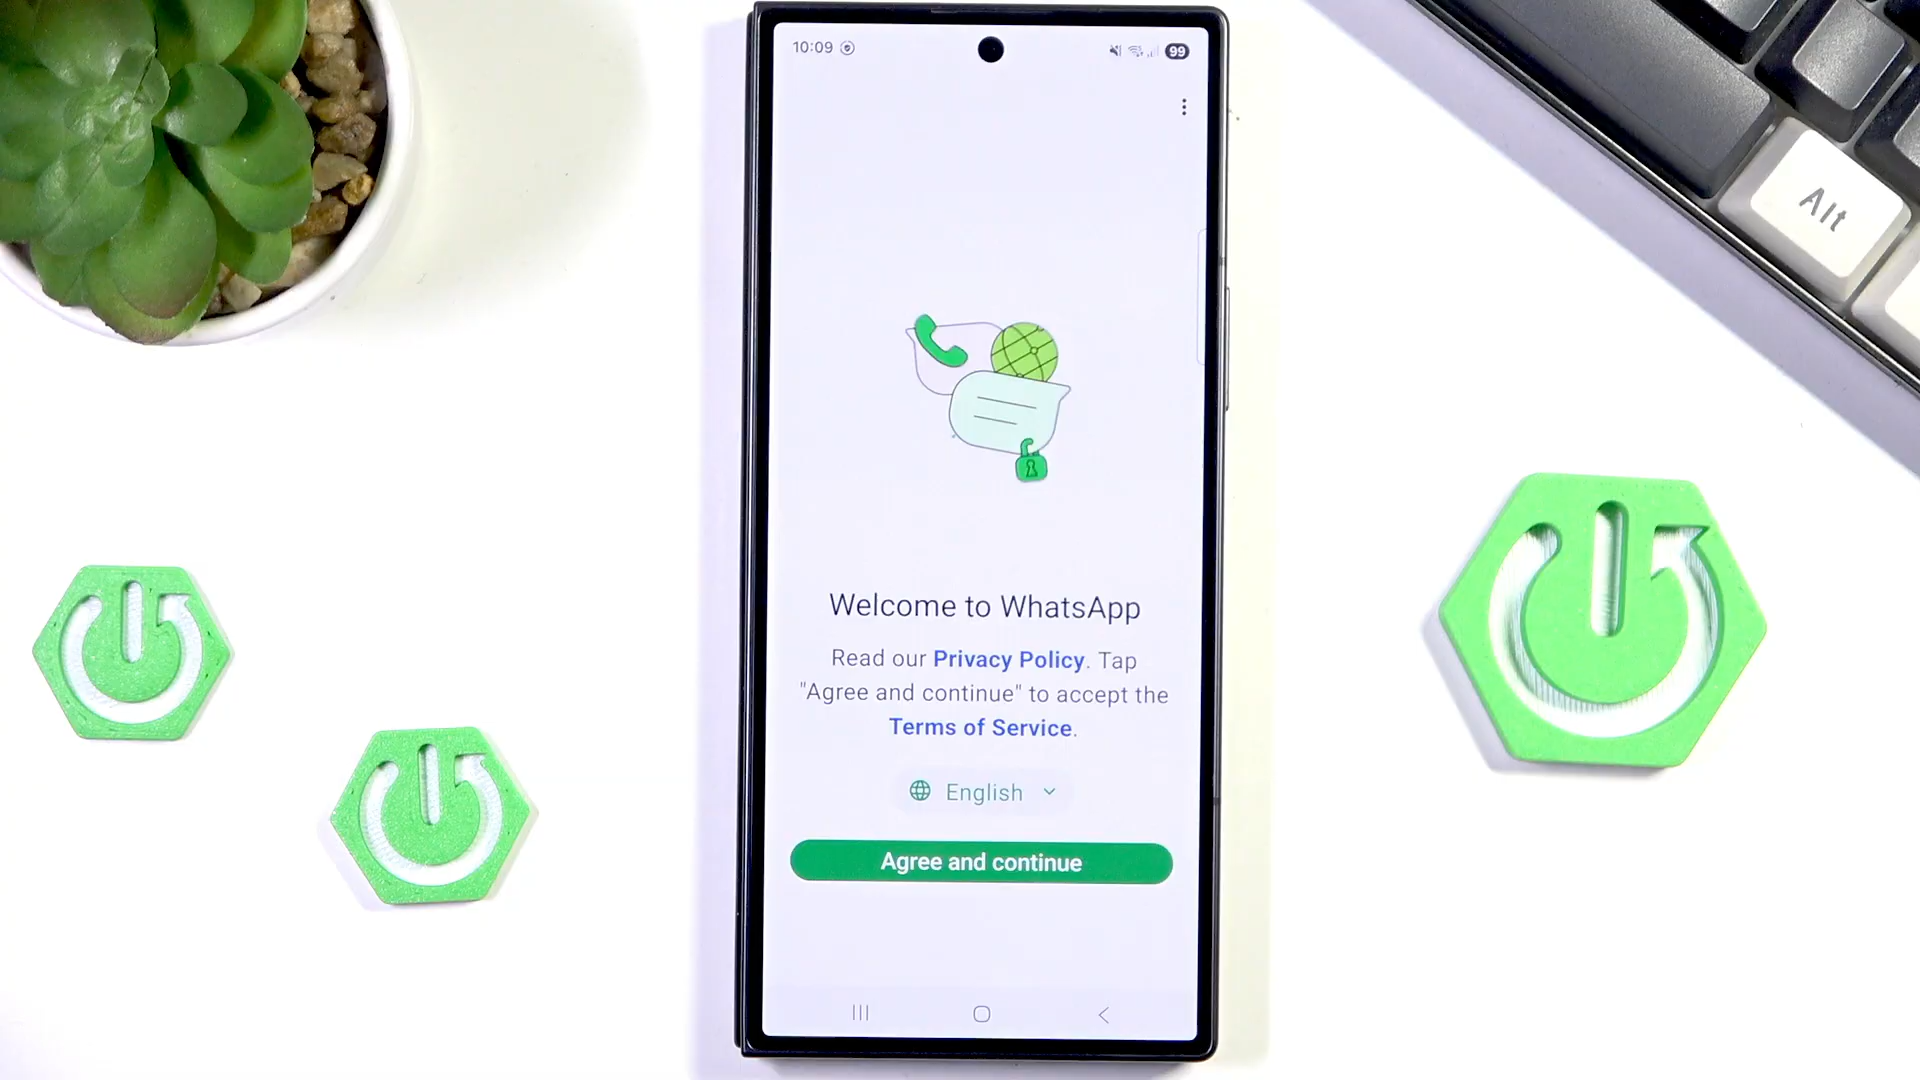 10:09
99
Welcome to WhatsApp
Read our Privacy Policy. Tap
"Agree and continue" to accept the
Terms of Service.
English
Agree and continue
Alt